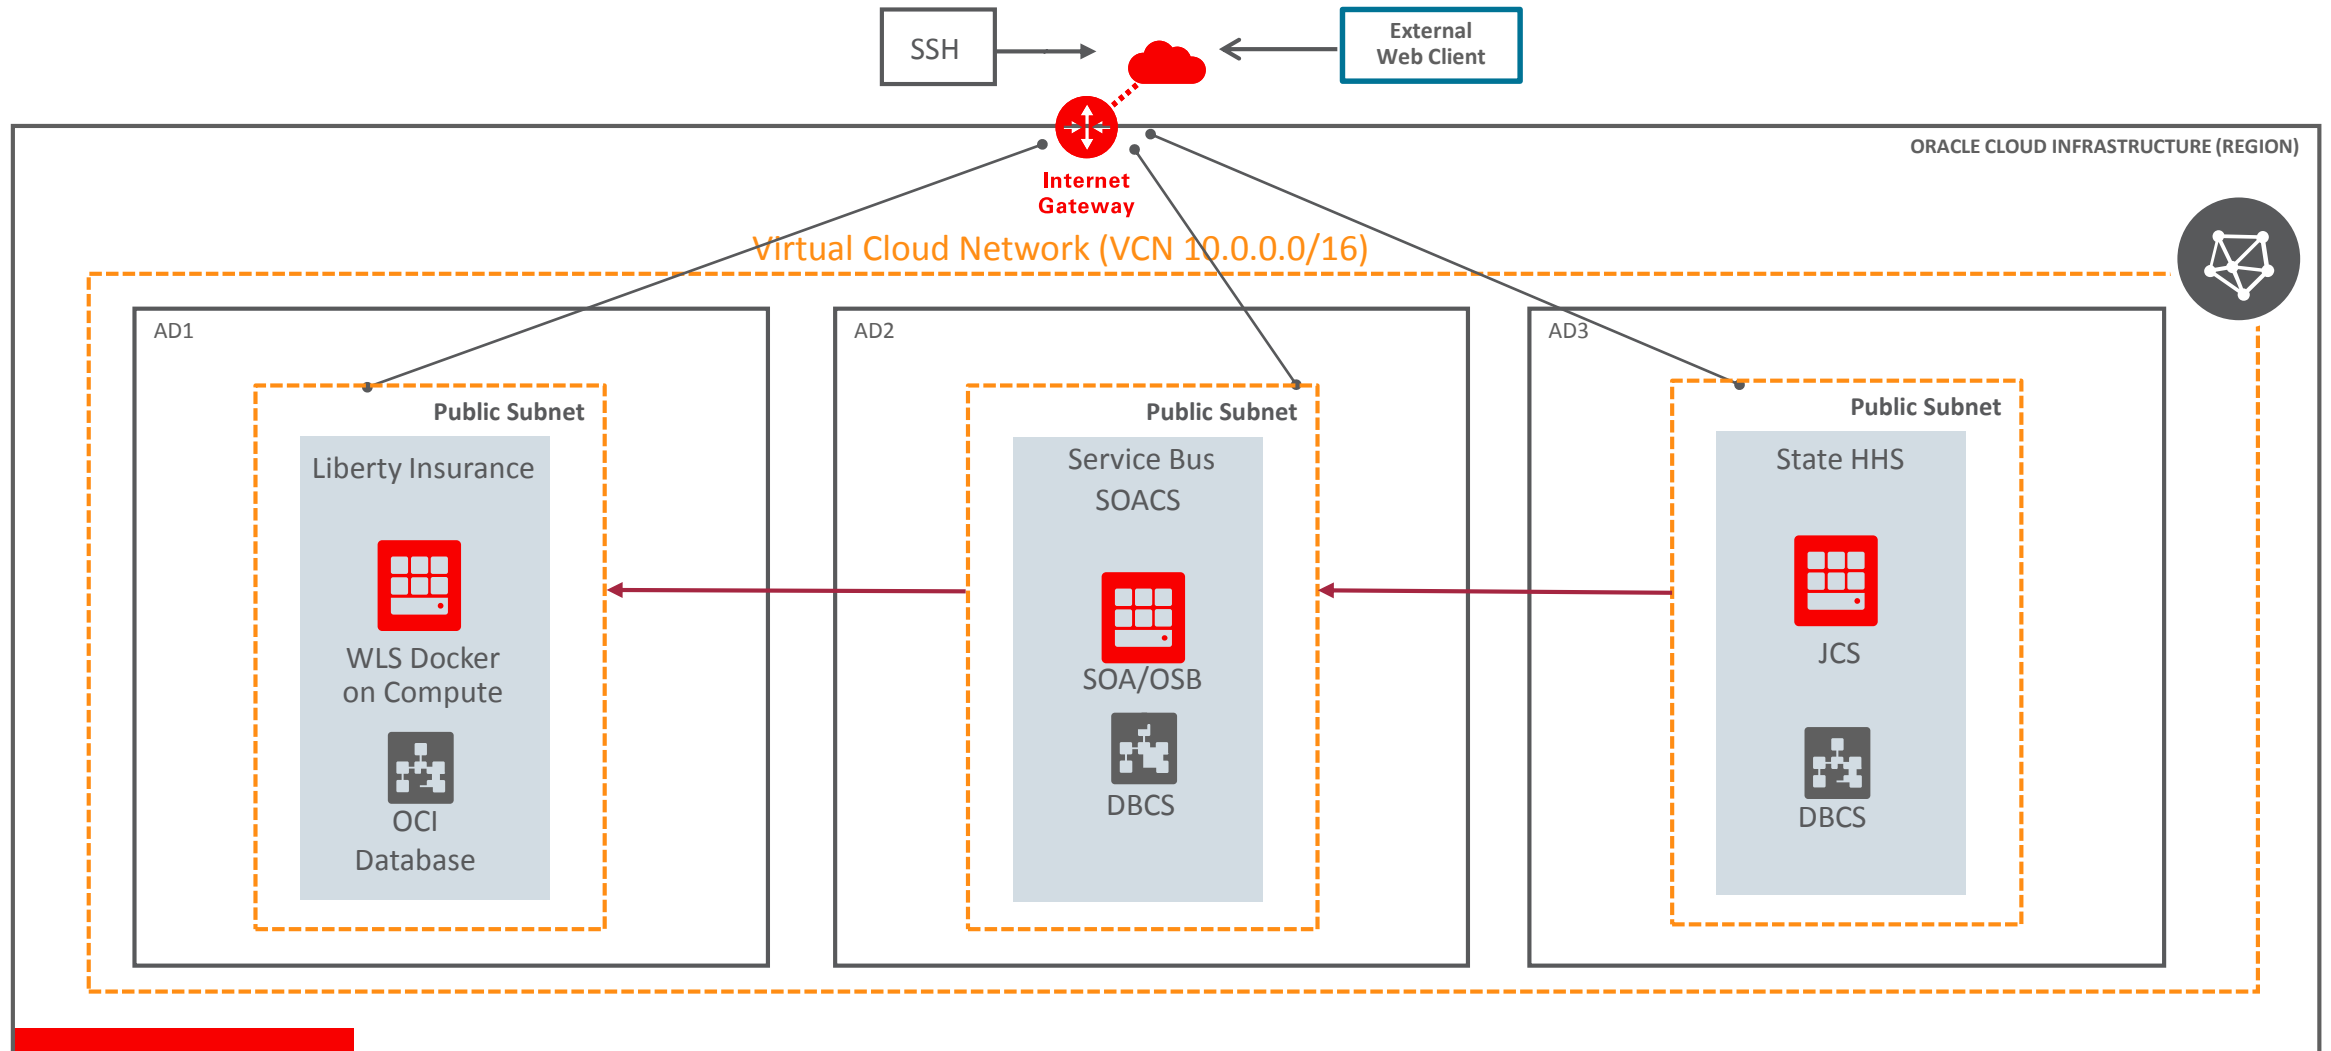 SSH
External
Web Client
ORACLE CLOUD INFRASTRUCTURE (REGION)
Internet
Gateway
Virtual Cloud Network (VCN 10.0.0.0/16)
AD1
Public Subnet
Liberty Insurance
WLS Docker
on Compute
OCI
Database
AD2
Public Subnet
Service Bus
SOACS
SOA/OSB
DBCS
AD3
Public Subnet
State HHS
JCS
DBCS